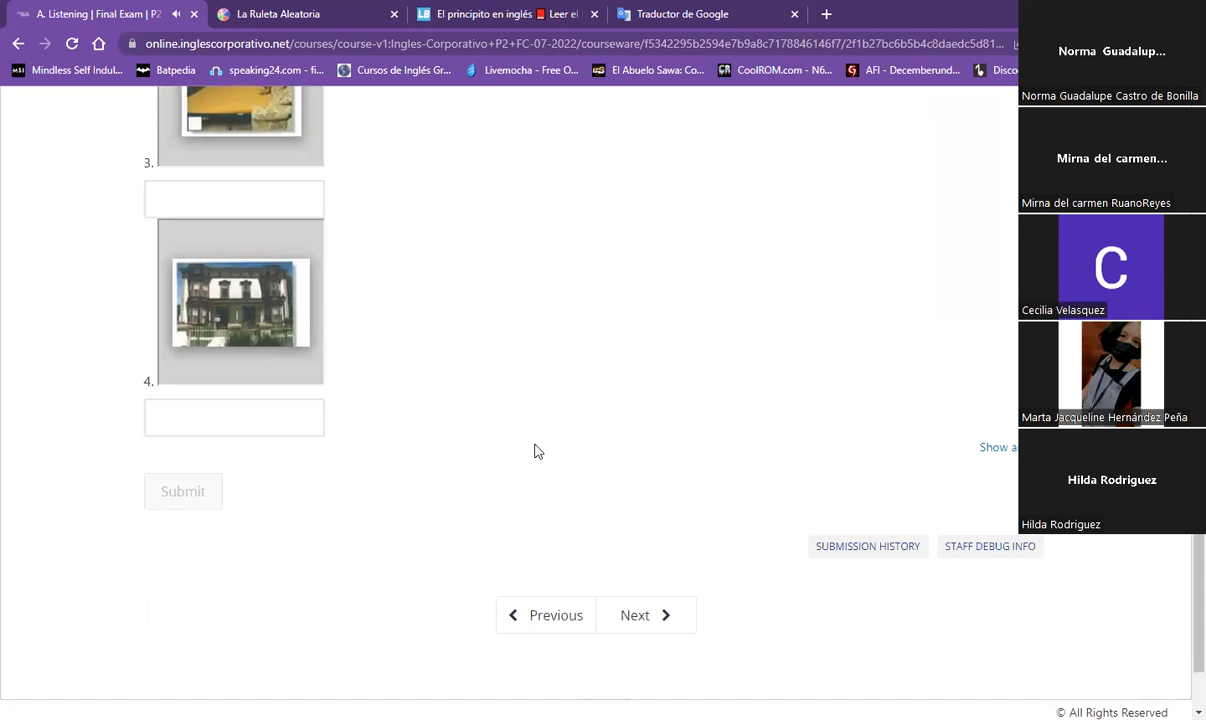 A. Listening | Final Exam | P2
La Ruleta Aleatoria
El principito en inglés
Leer el
Traductor de Google
online.inglescorporativo.net/courses/course-v1:Ingles-Corporativo+P2+FC-07-2022/courseware/f5342295b2594e7b9a8c7178846146f7/2f1b27bc6b5b4c8daedc5d81...
Mindless Self Indul...
Batpedia
speaking24.com - fi...
Cursos de Inglés Gr...
Livemocha - Free O...
El Abuelo Sawa: Co...
CoolROM.com - N6...
AFI - Decemberund...
Disco
3.
4.
Show a
Submit
SUBMISSION HISTORY
STAFF DEBUG INFO
Previous
Next
© All Rights Reserved
Norma Guadalup...
Norma Guadalupe Castro de Bonilla
Mirna del carmen...
Mirna del carmen RuanoReyes
C
Cecilia Velasquez
Marta Jacqueline Hernández Peña
Hilda Rodriguez
Hilda Rodriguez